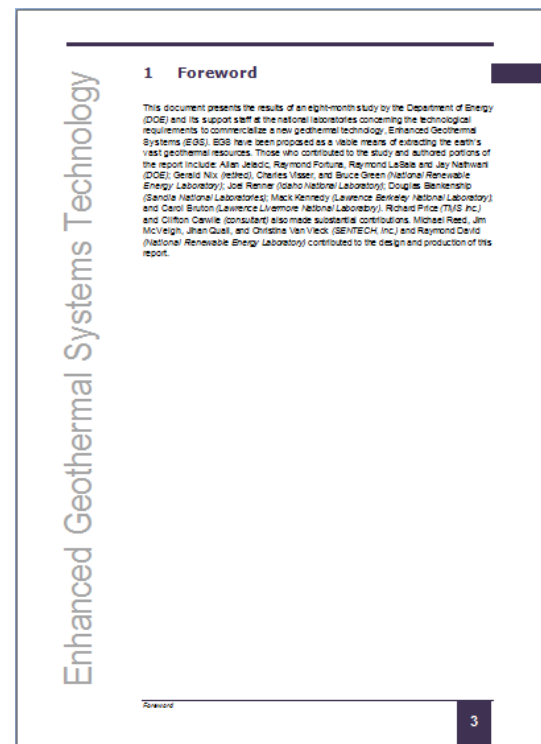 Enhanced Geothermal Systems Technology
1 Foreword
This document presents the results of an eight-month study by the Department of Energy
(DOE) and its support staff at the national laboratories concerning the technological
requirements to commercialize a new geothermal technology, Enhanced Geothermal
Systems (EGS). EGS have been proposed as a viable means of extracting the earth's
vast geothermal resources. Those who contributed to the study and authored portions of
the report include: Allan Jelacic, Raymond Fortuna, Raymond LaSala and Jay Nathwani
(DOE); Gerald Nix (retired), Charles Visser, and Bruce Green (National Renewable
Energy Laboratory); Joel Renner (Idaho National Laboratory); Douglas Blankenship
(Sandia National Laboratories); Mack Kennedy (Lawrence Berkeley National Laboratory);
and Carol Bruton (Lawrence Livermore National Laboratory). Richard Price (TMS Inc.)
and Clifton Carwile (consultant) also made substantial contributions. Michael Reed, Jim
McVeigh, Jihan Quail, and Christina Van Vleck (SENTECH, Inc.) and Raymond David
(National Renewable Energy Laboratory) contributed to the design and production of this
report.
Foreword
3